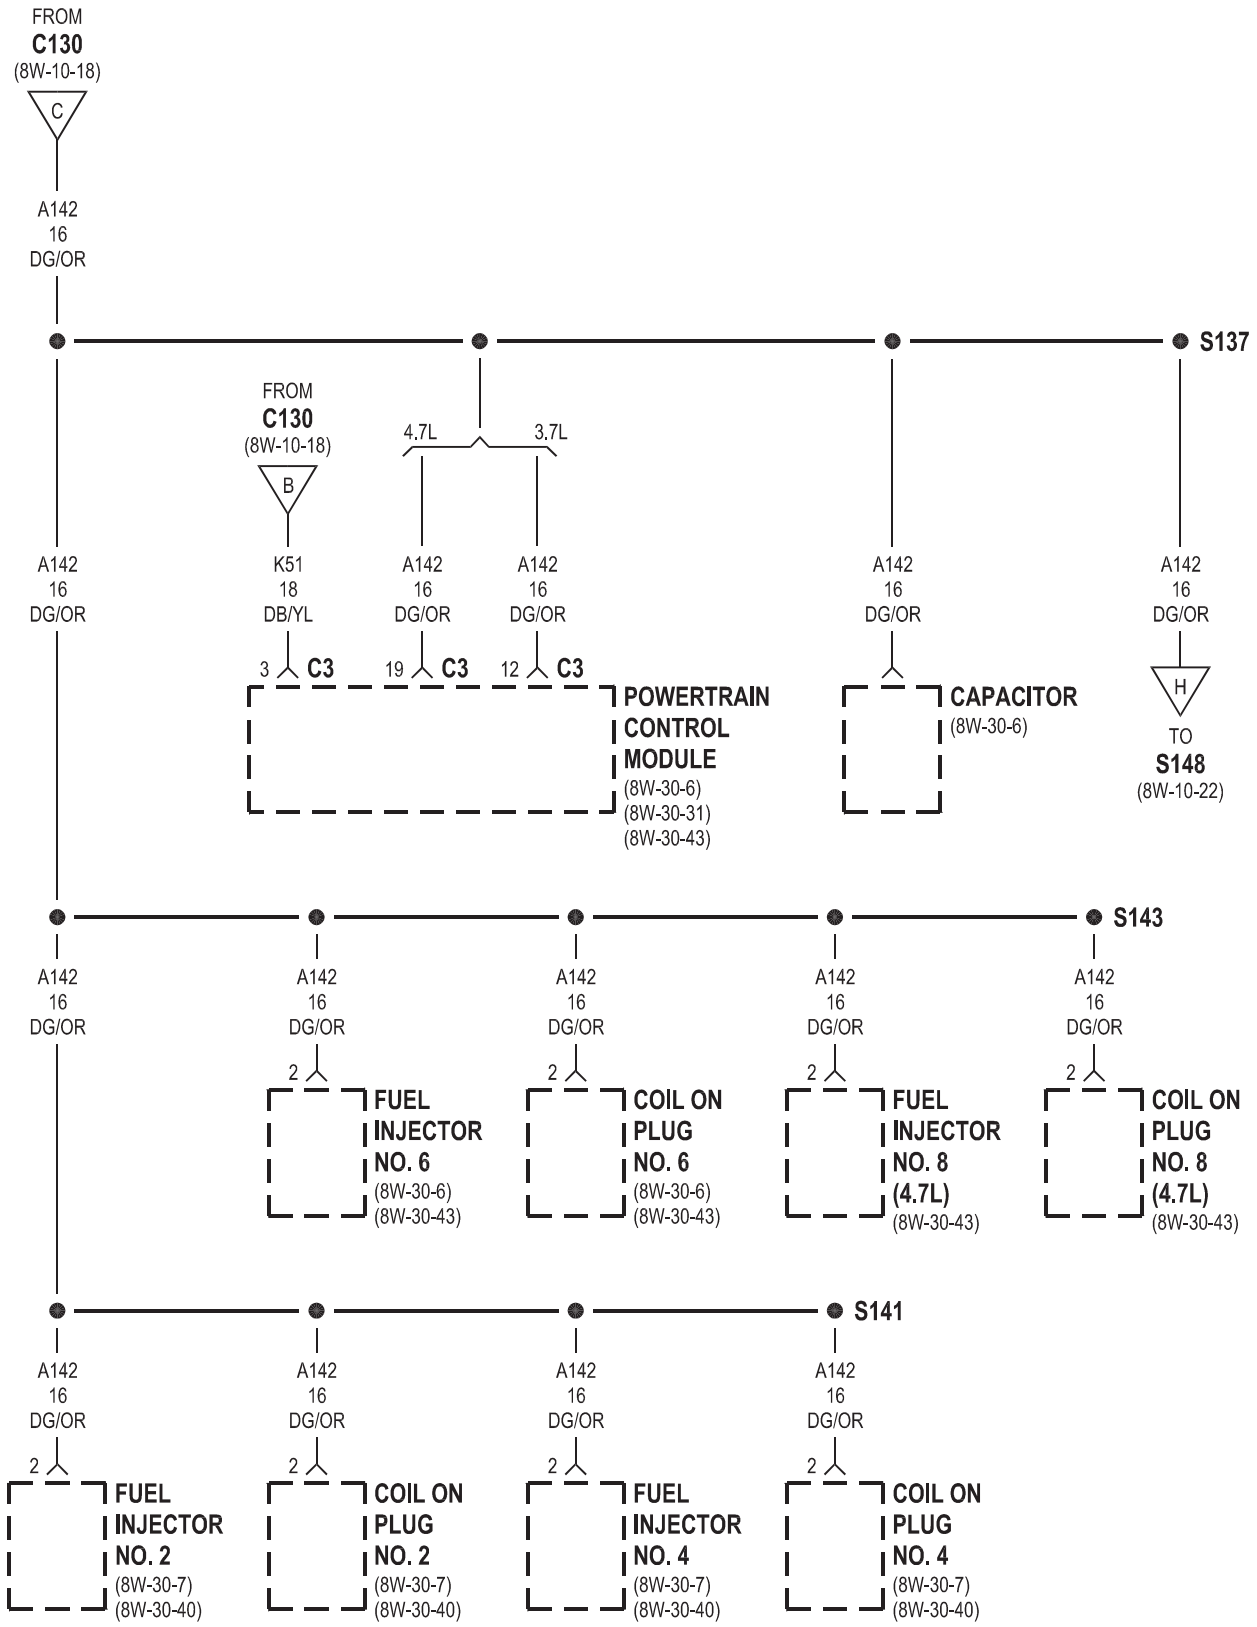 FROM
C130
(8W-10-18)
C
A142
16
DG/OR
S137
FROM
C130
(8W-10-18)
B
4.7L
3.7L
A142
16
DG/OR
K51
18
DB/YL
A142
16
DG/OR
A142
16
DG/OR
A142
16
DG/OR
A142
16
DG/OR
3
C3
19
C3
12
C3
POWERTRAIN
CONTROL
MODULE
(8W-30-6)
(8W-30-31)
(8W-30-43)
CAPACITOR
(8W-30-6)
H
TO
S148
(8W-10-22)
S143
A142
16
DG/OR
A142
16
DG/OR
A142
16
DG/OR
A142
16
DG/OR
A142
16
DG/OR
2
FUEL
INJECTOR
NO. 6
(8W-30-6)
(8W-30-43)
2
COIL ON
PLUG
NO. 6
(8W-30-6)
(8W-30-43)
2
FUEL
INJECTOR
NO. 8
(4.7L)
(8W-30-43)
2
COIL ON
PLUG
NO. 8
(4.7L)
(8W-30-43)
S141
A142
16
DG/OR
A142
16
DG/OR
A142
16
DG/OR
A142
16
DG/OR
2
FUEL
INJECTOR
NO. 2
(8W-30-7)
(8W-30-40)
2
COIL ON
PLUG
NO. 2
(8W-30-7)
(8W-30-40)
2
FUEL
INJECTOR
NO. 4
(8W-30-7)
(8W-30-40)
2
COIL ON
PLUG
NO. 4
(8W-30-7)
(8W-30-40)